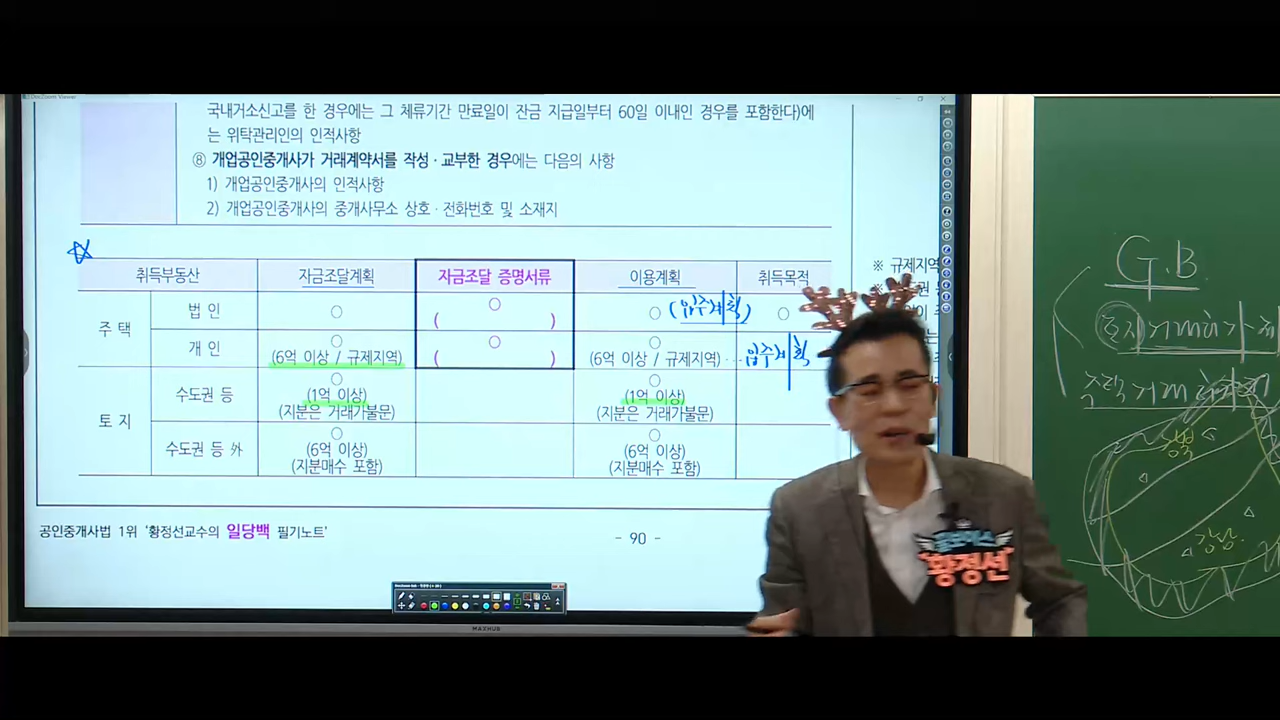 국내거소신고를 한 경우에는 그 체류기간 만료일이 잔금 지급일부터 60일 이내인 경우를 포함한다)에
는 위탁관리인의 인적사항
⑧ 개업공인중개사가 거래계약서를 작성·교부한 경우에는 다음의 사항
1) 개업공인중개사의 인적사항
2) 개업공인중개사의 중개사무소 상호·전화번호 및 소재지
취득부동산 자금조달계획 자금조달 증명서류 이용계획 취득목적
주 택 법 인 ○ ○ ( ) ○ (입주계획) ○
개 인 ○ (6억 이상 / 규제지역) ○ ( ) ○ (6억 이상 / 규제지역) 입주계획
토 지 수도권 등 ○ (1억 이상) (지분은 거래가불문) ○ (1억 이상) (지분은 거래가불문)
수도권 등 外 ○ (6억 이상) (지분매수 포함) ○ (6억 이상) (지분매수 포함)
※ 규제지역
공인중개사법 1위 '황정선교수의 일당백 필기노트'
- 90 -
MAXHUB
G.B
토지거래허가
강북
강남
황정선